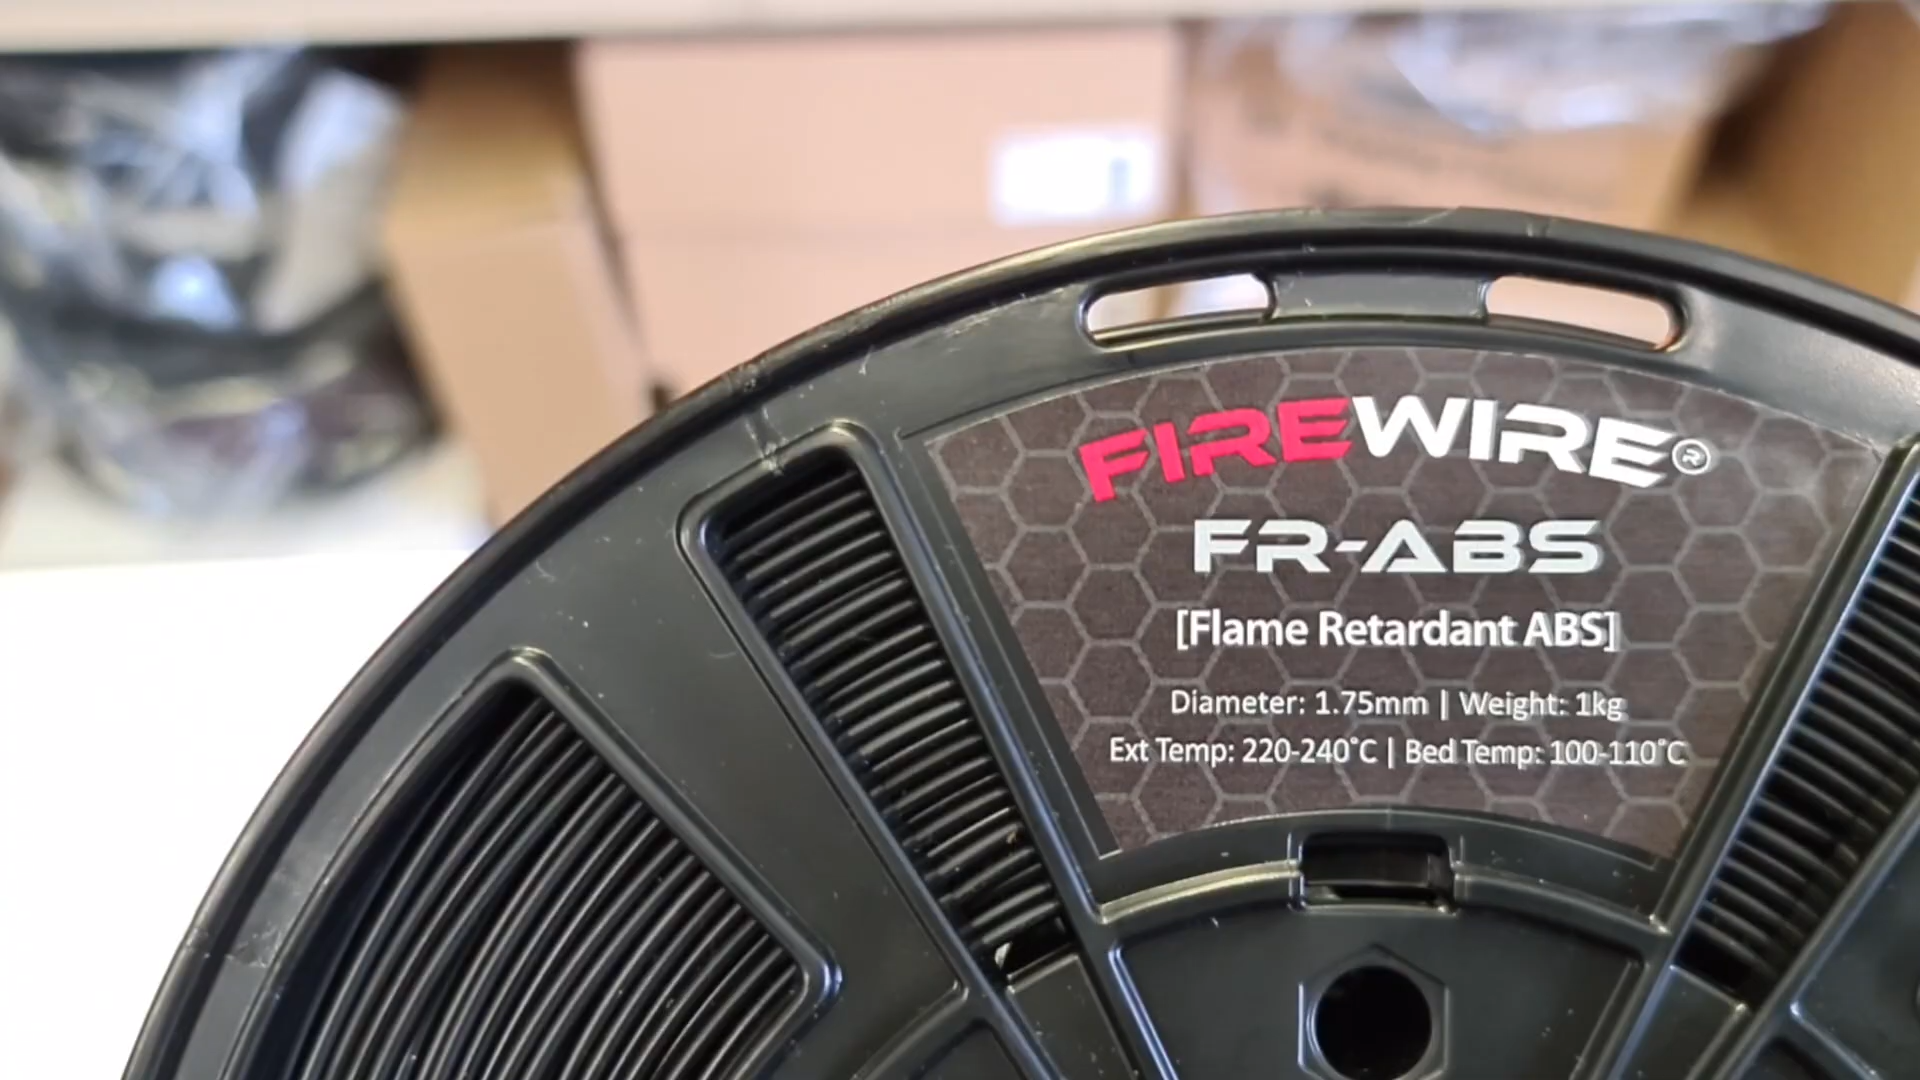 FIREWIRE®
FR-ABS
[Flame Retardant ABS]
Diameter: 1.75mm | Weight: 1kg
Ext Temp: 220-240˚C | Bed Temp: 100-110˚C